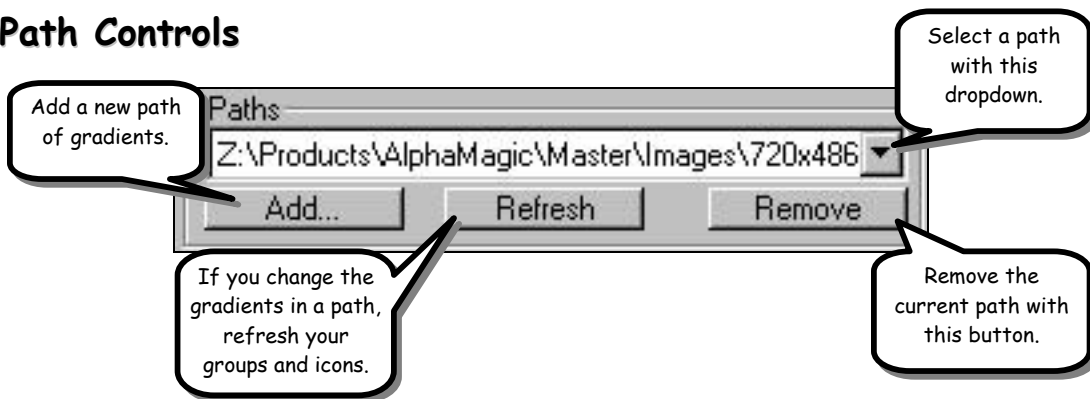 Path Controls
Select a path
with this
dropdown.
Add a new path
of gradients.
Paths
Z:\Products\AlphaMagic\Master\Images\720x486
Add...
Refresh
Remove
If you change the
gradients in a path,
refresh your
groups and icons.
Remove the
current path with
this button.